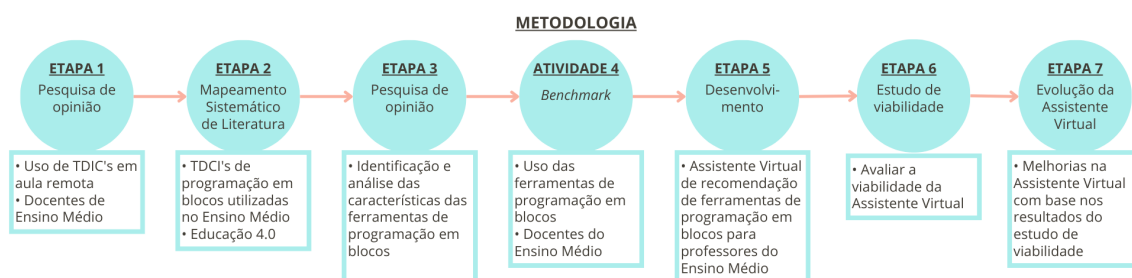 METODOLOGIA
ETAPA 1
Pesquisa de
opinião
• Uso de TDIC's em
aula remota
• Docentes de
Ensino Médio
ETAPA 2
Mapeamento
Sistemático
de Literatura
• TDCI's de
programação em
blocos utilizadas
no Ensino Médio
• Educação 4.0
ETAPA 3
Pesquisa de
opinião
• Identificação e
análise das
características das
ferramentas de
programação em
blocos
ATIVIDADE 4
Benchmark
• Uso das
ferramentas de
programação em
blocos
• Docentes do
Ensino Médio
ETAPA 5
Desenvolvi-
mento
• Assistente Virtual
de recomendação
de ferramentas de
programação em
blocos para
professores do
Ensino Médio
ETAPA 6
Estudo de
viabilidade
• Avaliar a
viabilidade da
Assistente Virtual
ETAPA 7
Evolução da
Assistente
Virtual
• Melhorias na
Assistente Virtual
com base nos
resultados do
estudo de
viabilidade